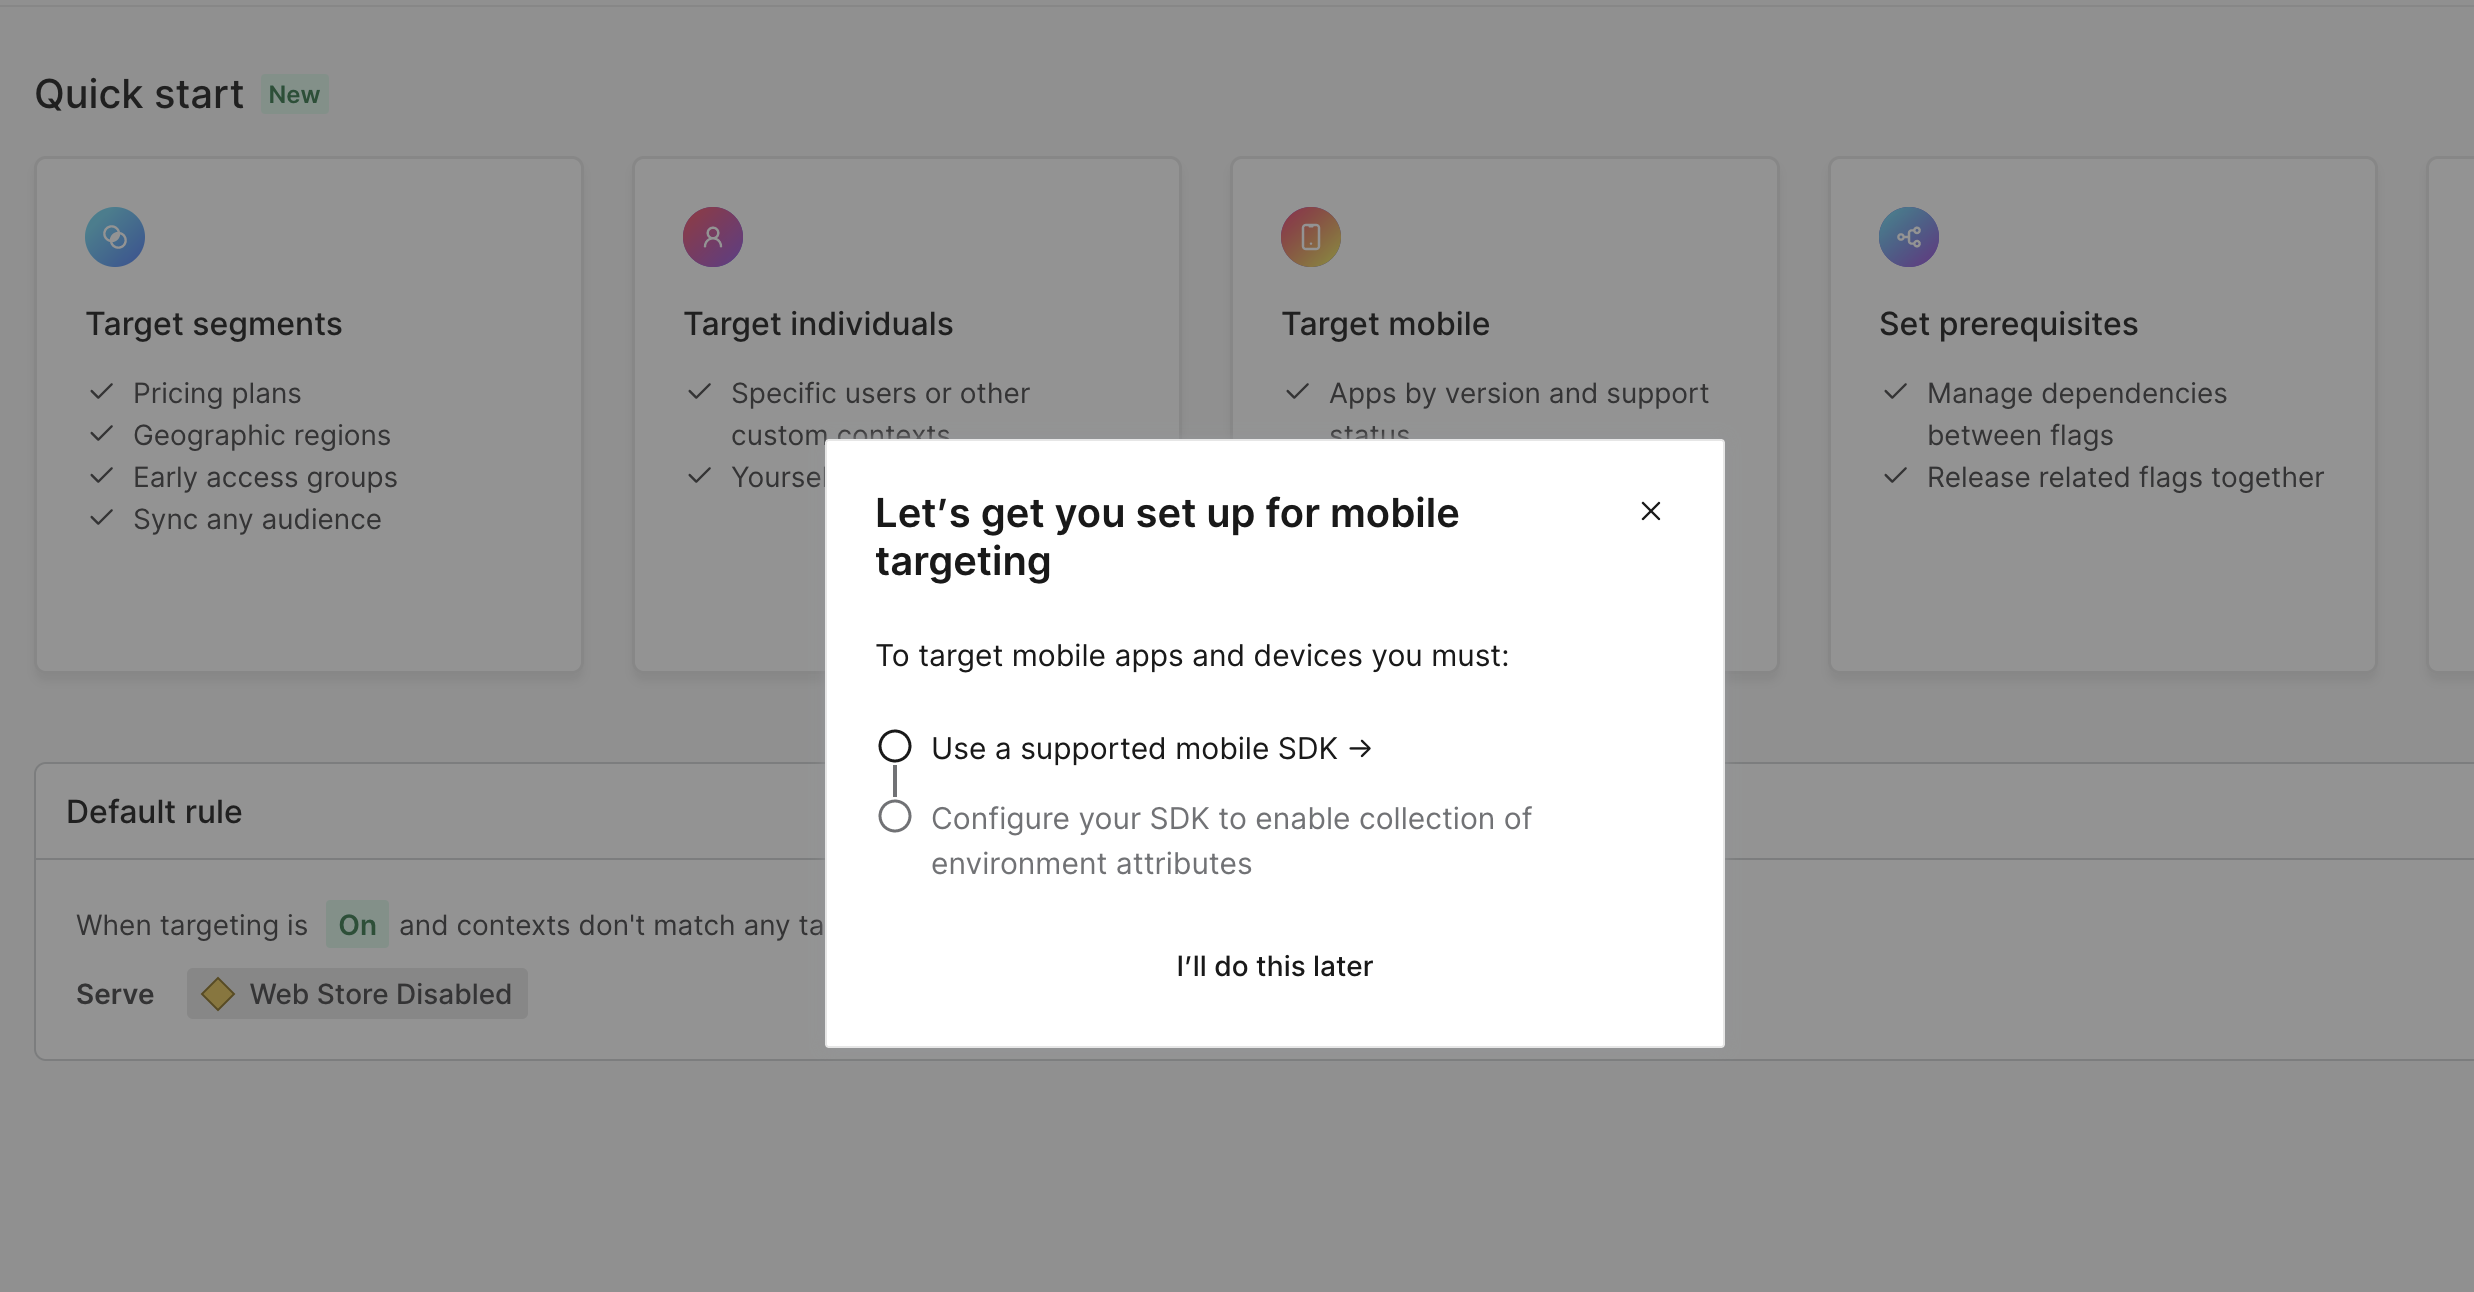 Quick start New
Target segments
Pricing plans
Geographic regions
Early access groups
Sync any audience
Target individuals
Specific users or other
custom contexts
Target mobile
Apps by version and support
status
Set prerequisites
Manage dependencies
between flags
Release related flags together
Let’s get you set up for mobile
targeting
To target mobile apps and devices you must:
Use a supported mobile SDK →
Configure your SDK to enable collection of
environment attributes
I’ll do this later
Default rule
When targeting is On and contexts don't match any
Serve Web Store Disabled